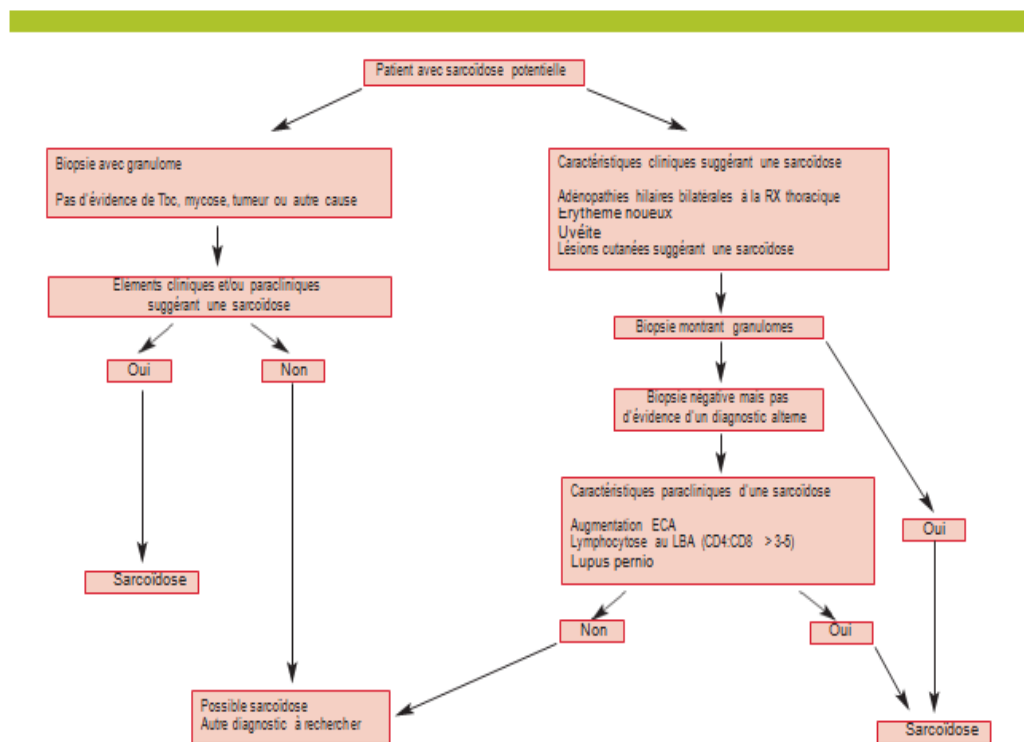 Patient avec sarcoïdose potentielle
Biopsie avec granulome
Pas d'évidence de Tbc, mycose, tumeur ou autre cause
Caractéristiques cliniques suggérant une sarcoïdose
Adénopathies hilaires bilatérales à la RX thoracique
Erythème noueux
Uvéite
Lésions cutanées suggérant une sarcoïdose
Eléments cliniques et/ou paracliniques
suggérant une sarcoïdose
Biopsie montrant granulomes
Oui
Non
Biopsie négative mais pas
d'évidence d'un diagnostic alterne
Caractéristiques paracliniques d'une sarcoïdose
Augmentation ECA
Lymphocytose au LBA (CD4:CD8 > 3-5)
Lupus pernio
Oui
Sarcoïdose
Non
Oui
Possible sarcoïdose
Autre diagnostic à rechercher
Sarcoïdose